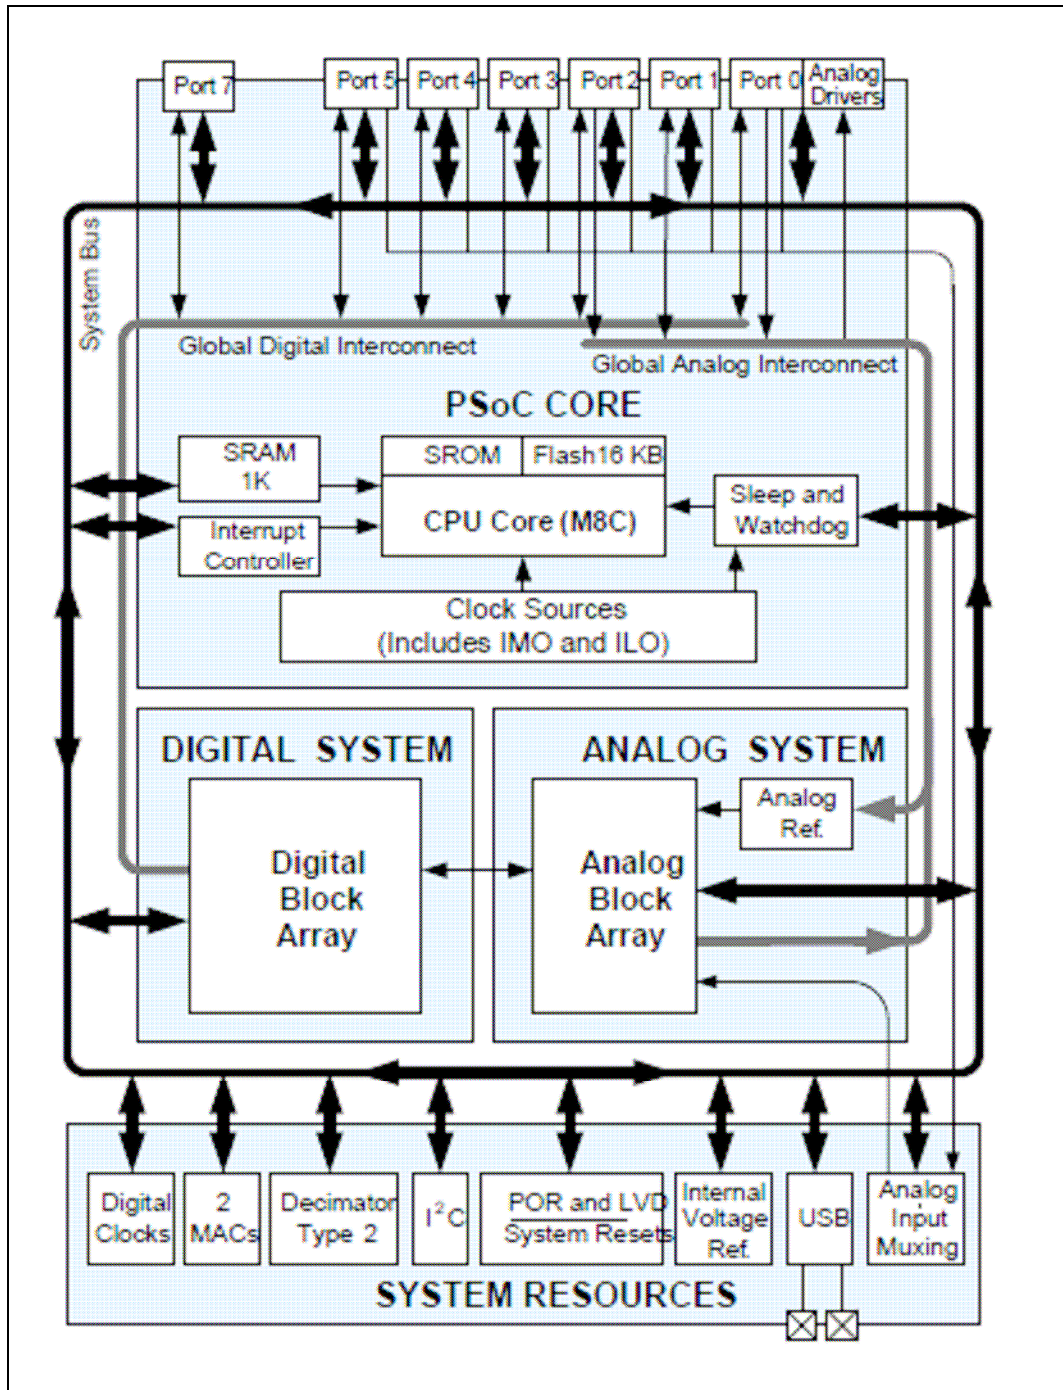 Port 7
Port 5
Port 4
Port 3
Port 2
Port 1
Port 0
Analog
Drivers
System Bus
Global Digital Interconnect
Global Analog Interconnect
PSoC CORE
SRAM
1K
SROM
Flash16 KB
CPU Core (M8C)
Sleep and
Watchdog
Interrupt
Controller
Clock Sources
(Includes IMO and ILO)
DIGITAL SYSTEM
ANALOG SYSTEM
Digital
Block
Array
Analog
Block
Array
Analog
Ref.
Digital
Clocks
2
MACs
Decimator
Type 2
I²C
POR and LVD
System Resets
Internal
Voltage
Ref.
USB
Analog
Input
Muxing
SYSTEM RESOURCES